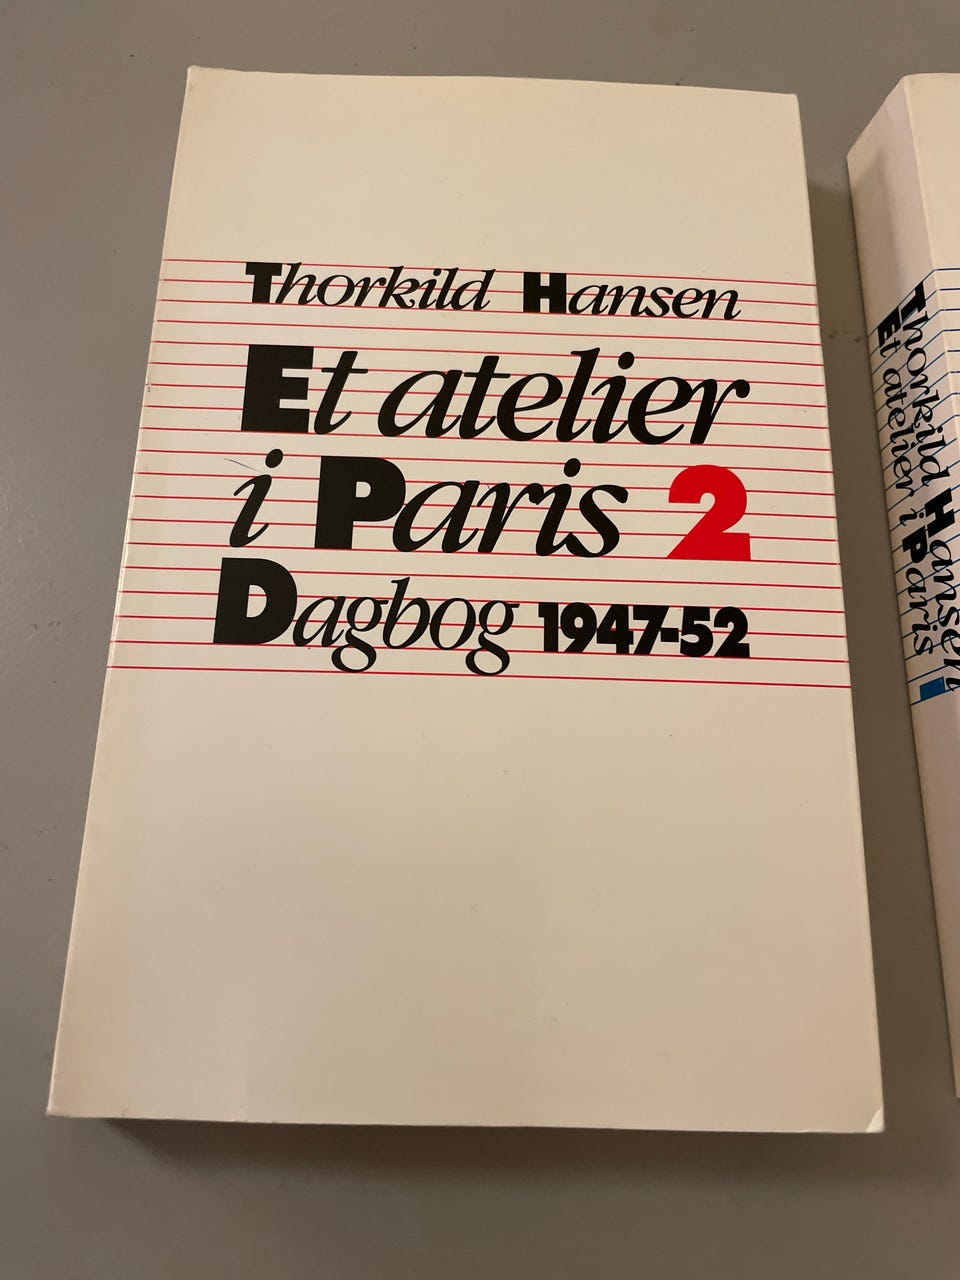 Thorkild Hansen
Et atelier
i Paris 2
Dagbog 1947-52
Thorkild Hansen
Et atelier i Paris